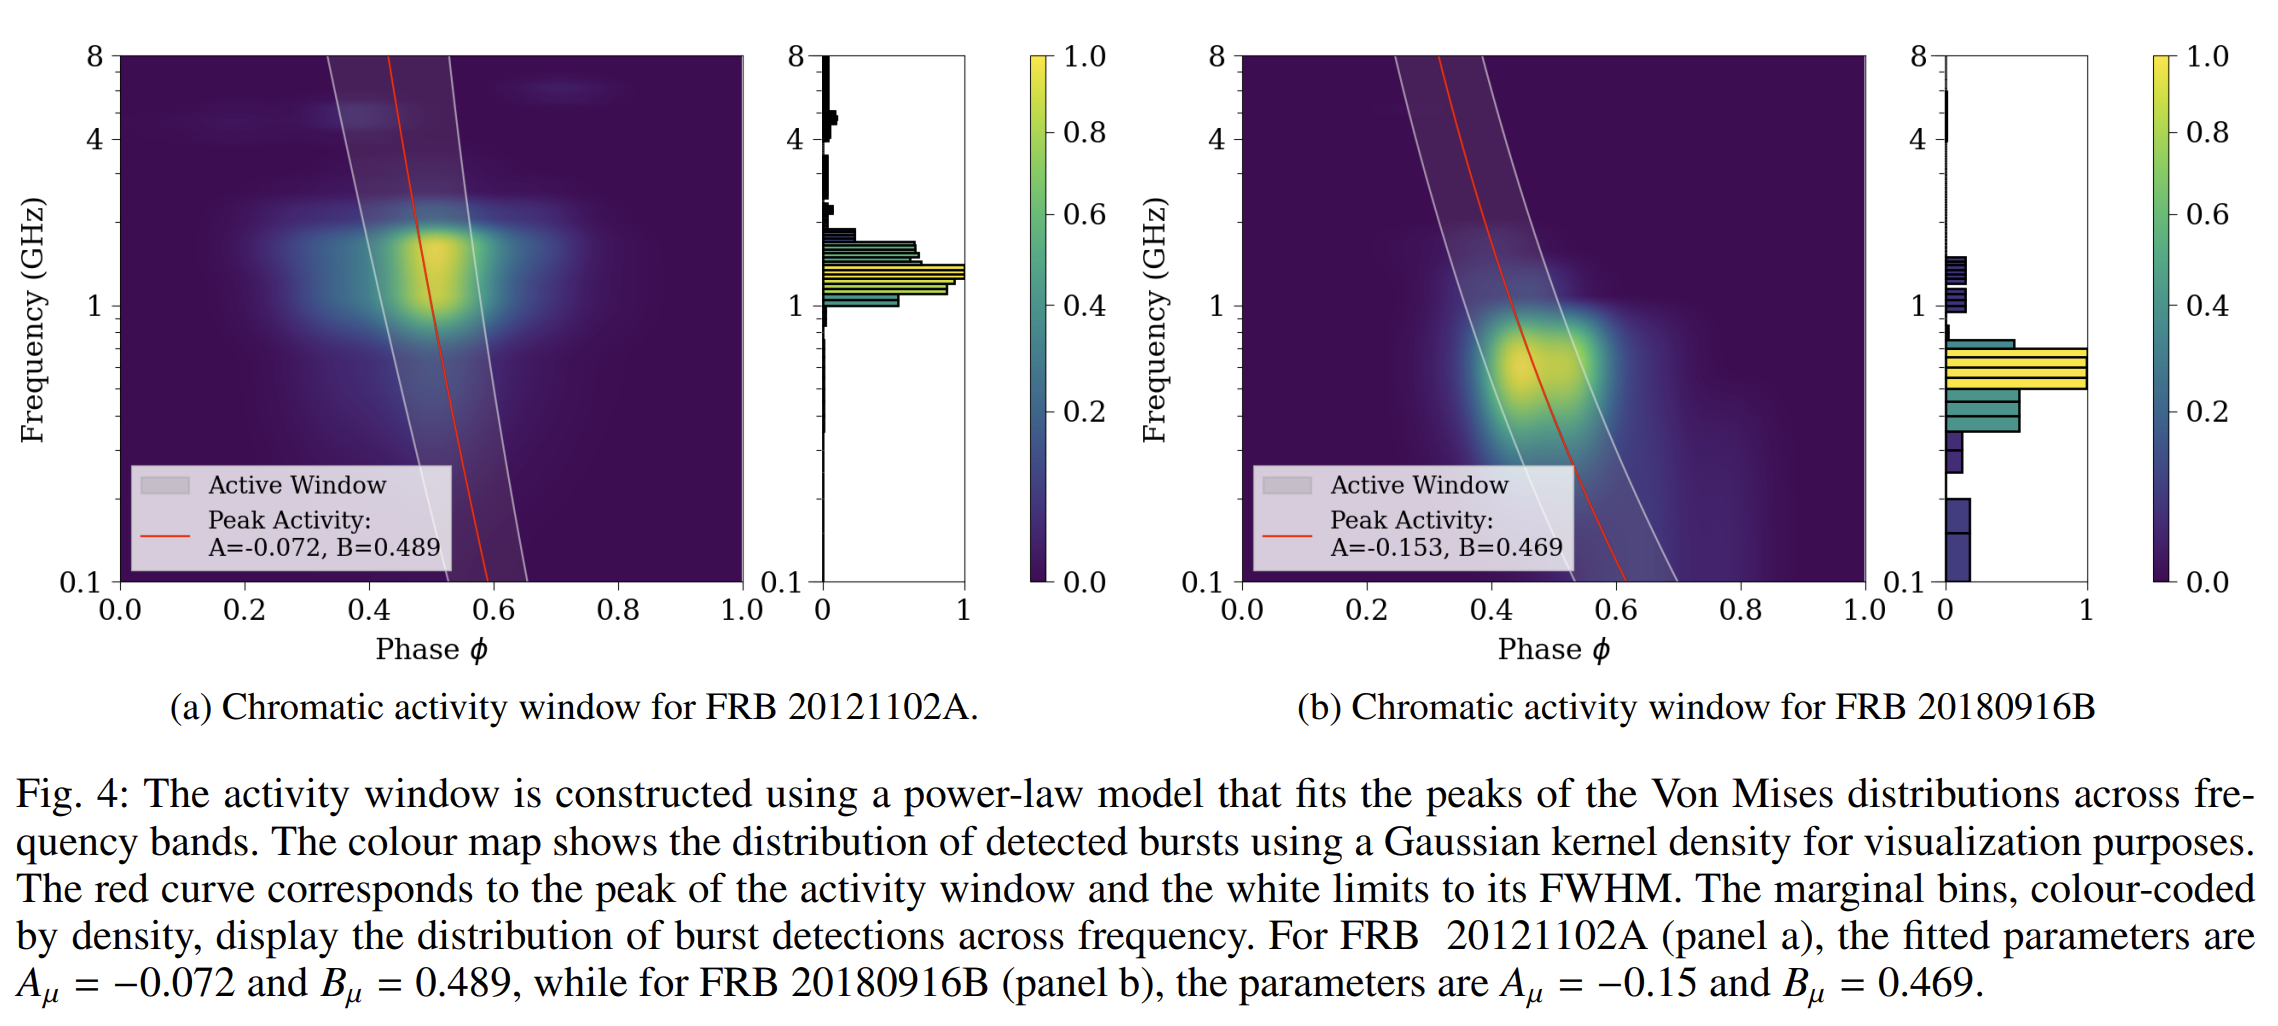 8
4
1
0.1
Frequency (GHz)
0.0 0.2 0.4 0.6 0.8 1.0
Phase ϕ
Active Window
Peak Activity:
A=-0.072, B=0.489
8
4
1
0.1
0 1
1.0
0.8
0.6
0.4
0.2
0.0
(a) Chromatic activity window for FRB 20121102A.
8
4
1
0.1
Frequency (GHz)
0.0 0.2 0.4 0.6 0.8 1.0
Phase ϕ
Active Window
Peak Activity:
A=-0.153, B=0.469
8
4
1
0.1
0 1
1.0
0.8
0.6
0.4
0.2
0.0
(b) Chromatic activity window for FRB 20180916B
Fig. 4: The activity window is constructed using a power-law model that fits the peaks of the Von Mises distributions across fre-
quency bands. The colour map shows the distribution of detected bursts using a Gaussian kernel density for visualization purposes.
The red curve corresponds to the peak of the activity window and the white limits to its FWHM. The marginal bins, colour-coded
by density, display the distribution of burst detections across frequency. For FRB 20121102A (panel a), the fitted parameters are
Aμ = −0.072 and Bμ = 0.489, while for FRB 20180916B (panel b), the parameters are Aμ = −0.15 and Bμ = 0.469.